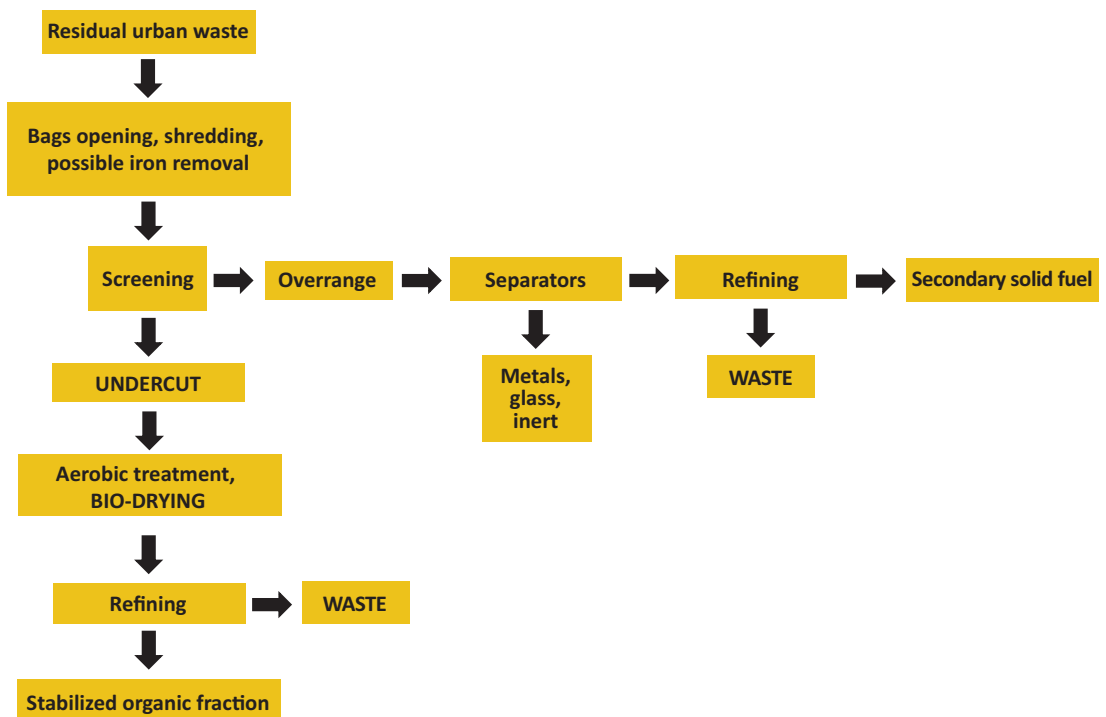 Residual urban waste
Bags opening, shredding,
possible iron removal
Screening
Overrange
Separators
Refining
Secondary solid fuel
UNDERCUT
Metals,
glass,
inert
WASTE
Aerobic treatment,
BIO-DRYING
Refining
WASTE
Stabilized organic fraction